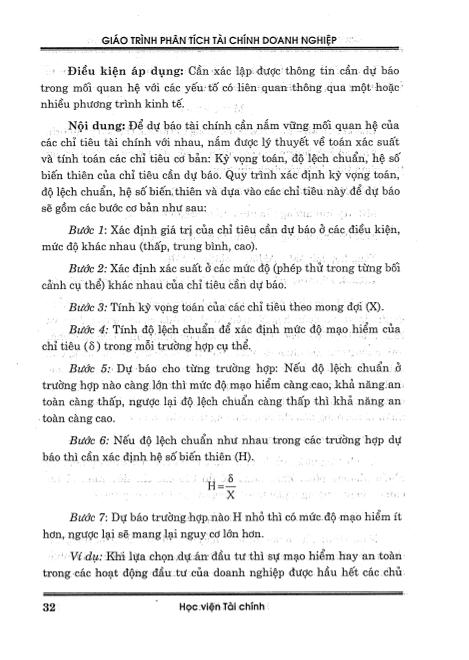 GIÁO TRÌNH PHÂN TÍCH TÀI CHÍNH DOANH NGHIỆP
Điều kiện áp dụng: Cần xác lập được thông tin cần dự báo
trong mối quan hệ với các yếu tố có liên quan thông qua một hoặc
nhiều phương trình kinh tế.
Nội dung: Để dự báo tài chính cần nắm vững mối quan hệ của
các chỉ tiêu tài chính với nhau, nắm được lý thuyết về toán xác suất
và tính toán các chỉ tiêu cơ bản: Kỳ vọng toán, độ lệch chuẩn, hệ số
biến thiên của chỉ tiêu cần dự báo. Quy trình xác định kỳ vọng toán,
độ lệch chuẩn, hệ số biến thiên và dựa vào các chỉ tiêu này để dự báo
sẽ gồm các bước cơ bản như sau:
Bước 1: Xác định giá trị của chỉ tiêu cần dự báo ở các điều kiện,
mức độ khác nhau (thấp, trung bình, cao).
Bước 2: Xác định xác suất ở các mức độ (phép thử trong từng bối
cảnh cụ thể) khác nhau của chỉ tiêu cần dự báo.
Bước 3: Tính kỳ vọng toán của các chỉ tiêu theo mong đợi (X).
Bước 4: Tính độ lệch chuẩn để xác định mức độ mạo hiểm của
chỉ tiêu (δ) trong mỗi trường hợp cụ thể.
Bước 5: Dự báo cho từng trường hợp: Nếu độ lệch chuẩn ở
trường hợp nào càng lớn thì mức độ mạo hiểm càng cao, khả năng an
toàn càng thấp, ngược lại độ lệch chuẩn càng thấp thì khả năng an
toàn càng cao.
Bước 6: Nếu độ lệch chuẩn như nhau trong các trường hợp dự
báo thì cần xác định hệ số biến thiên (H).
H = δ / X
Bước 7: Dự báo trường hợp nào H nhỏ thì có mức độ mạo hiểm ít
hơn, ngược lại sẽ mang lại nguy cơ lớn hơn.
Ví dụ: Khi lựa chọn dự án đầu tư thì sự mạo hiểm hay an toàn
trong các hoạt động đầu tư của doanh nghiệp được hầu hết các chủ
32
Học viện Tài chính